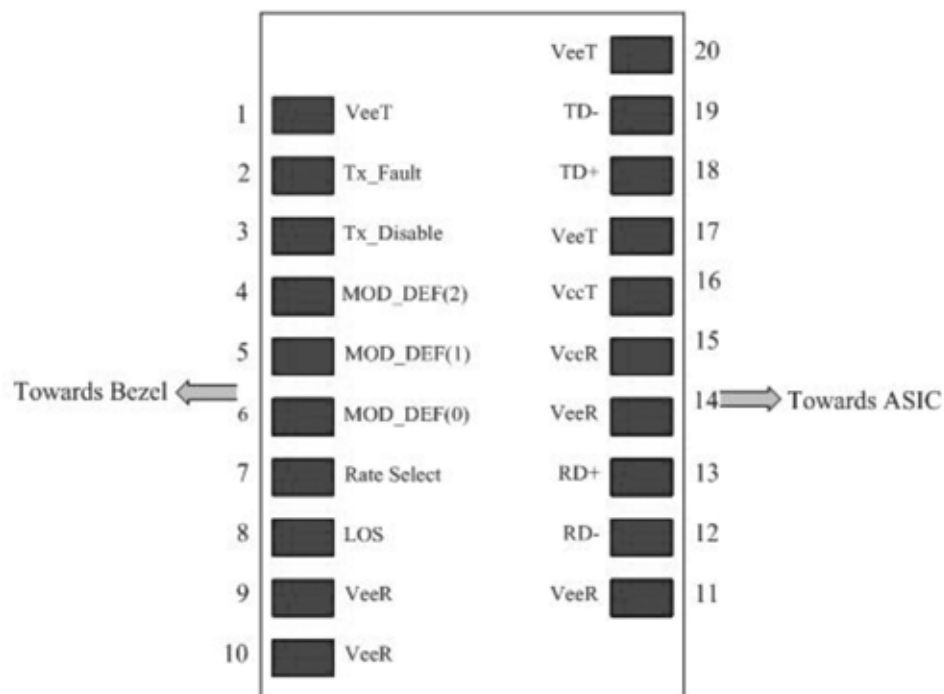 VeeT 20
1 VeeT TD- 19
2 Tx_Fault TD+ 18
3 Tx_Disable VeeT 17
4 MOD_DEF(2) VccT 16
5 MOD_DEF(1) VccR 15
Towards Bezel Towards ASIC
6 MOD_DEF(0) VeeR 14
7 Rate Select RD+ 13
8 LOS RD- 12
9 VeeR VeeR 11
10 VeeR